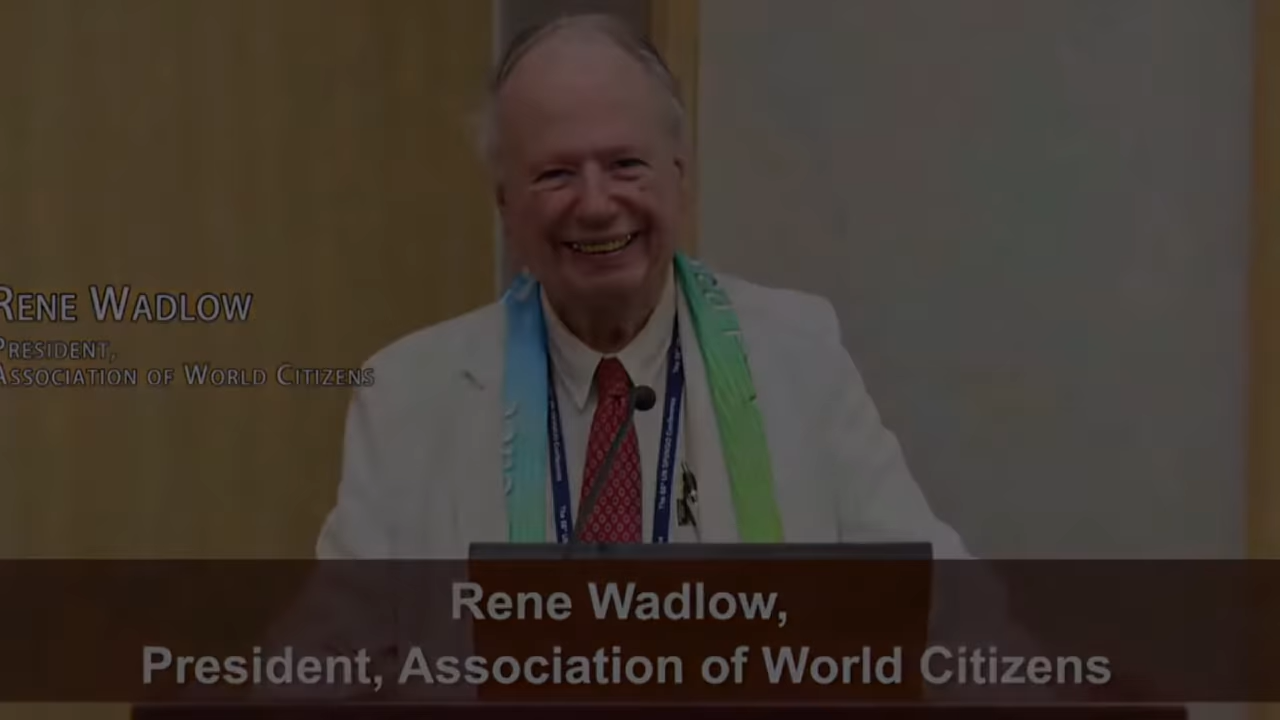 RENE WADLOW
PRESIDENT,
ASSOCIATION OF WORLD CITIZENS
Rene Wadlow,
President, Association of World Citizens